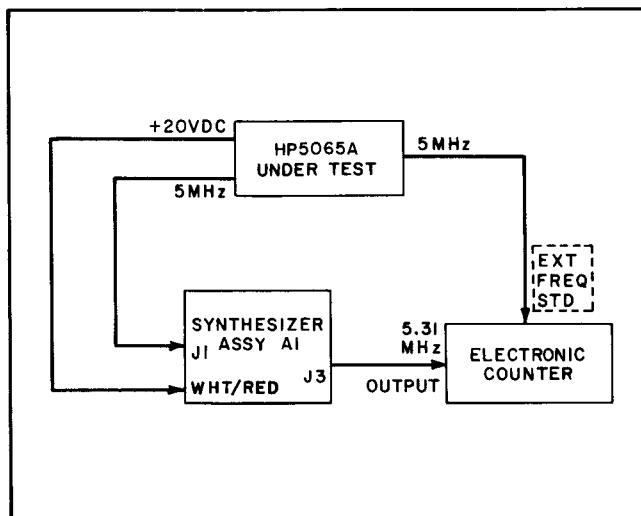 +20VDC
HP5065A
UNDER TEST
5MHz
5MHz
EXT
FREQ
STD
SYNTHESIZER
ASSY A1
J1
J3
WHT/RED
5.31
MHz
OUTPUT
ELECTRONIC
COUNTER